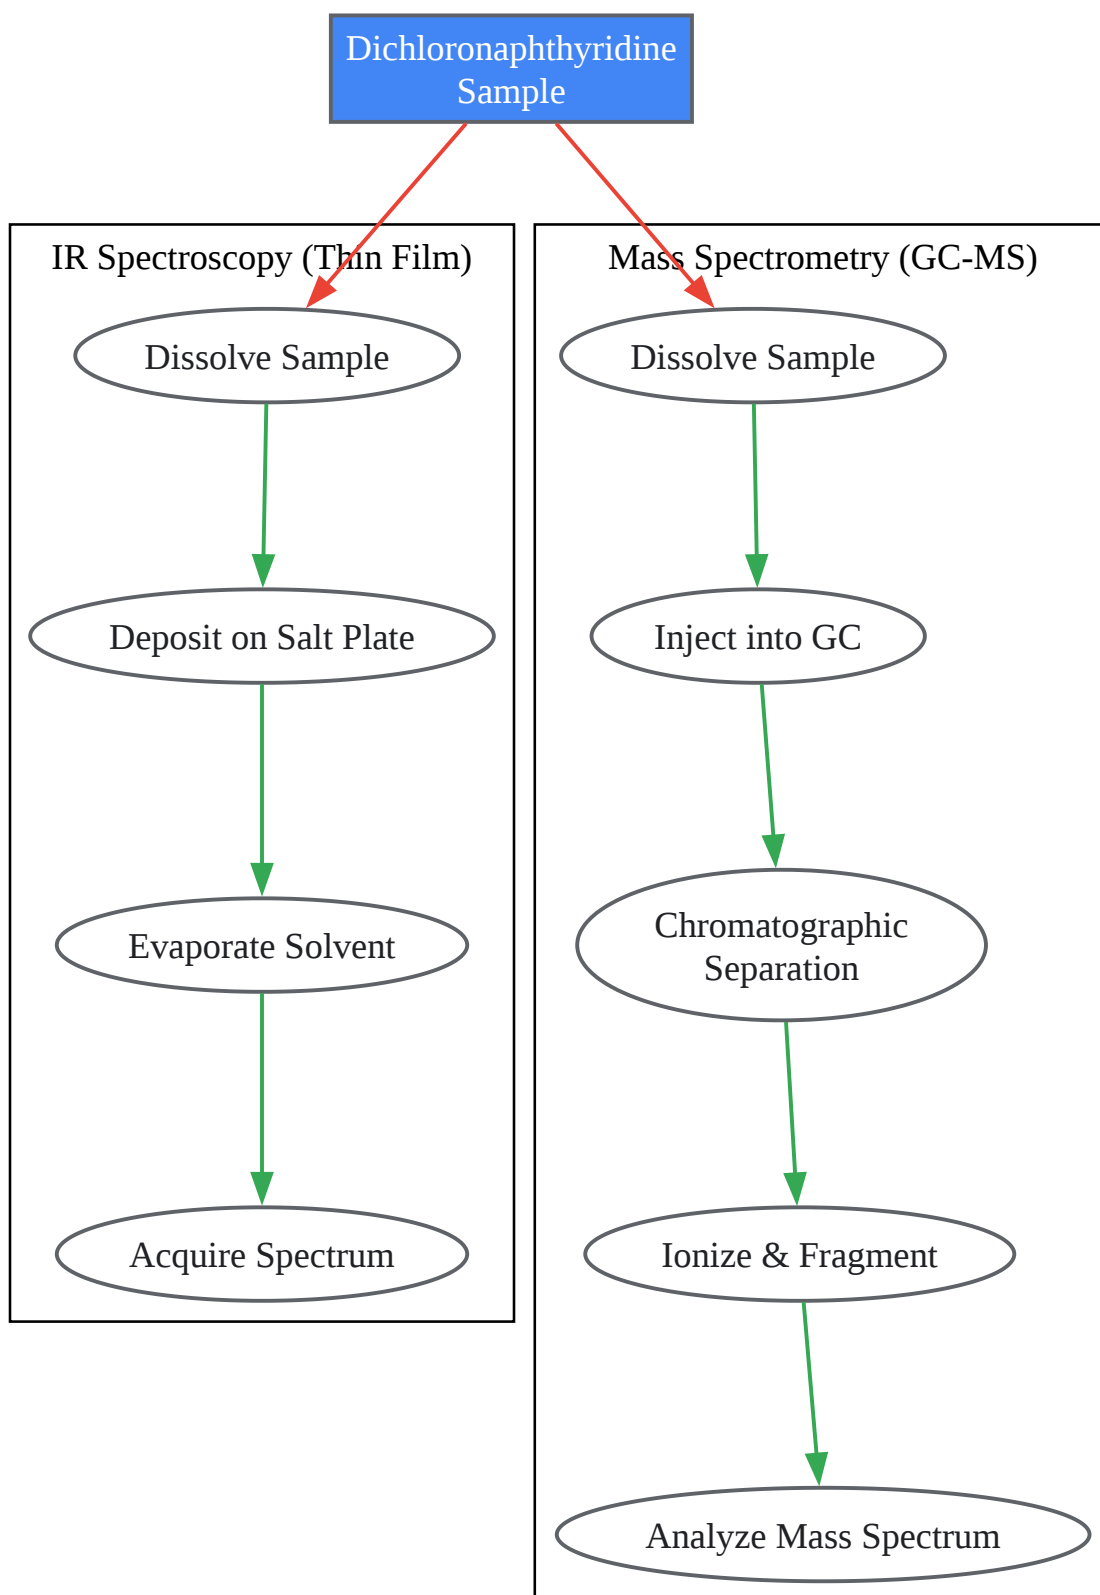 Dichloronaphthyridine
Sample
IR Spectroscopy (Thin Film)
Dissolve Sample
Deposit on Salt Plate
Evaporate Solvent
Acquire Spectrum
Mass Spectrometry (GC-MS)
Dissolve Sample
Inject into GC
Chromatographic
Separation
Ionize & Fragment
Analyze Mass Spectrum